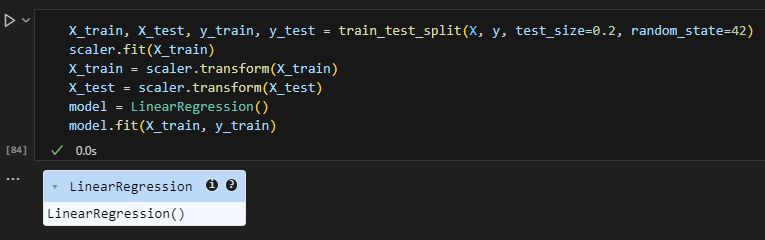 X_train, X_test, y_train, y_test = train_test_split(X, y, test_size=0.2, random_state=42)
scaler.fit(X_train)
X_train = scaler.transform(X_train)
X_test = scaler.transform(X_test)
model = LinearRegression()
model.fit(X_train, y_train)
[84] ✓ 0.0s
...
LinearRegression i ?
LinearRegression()